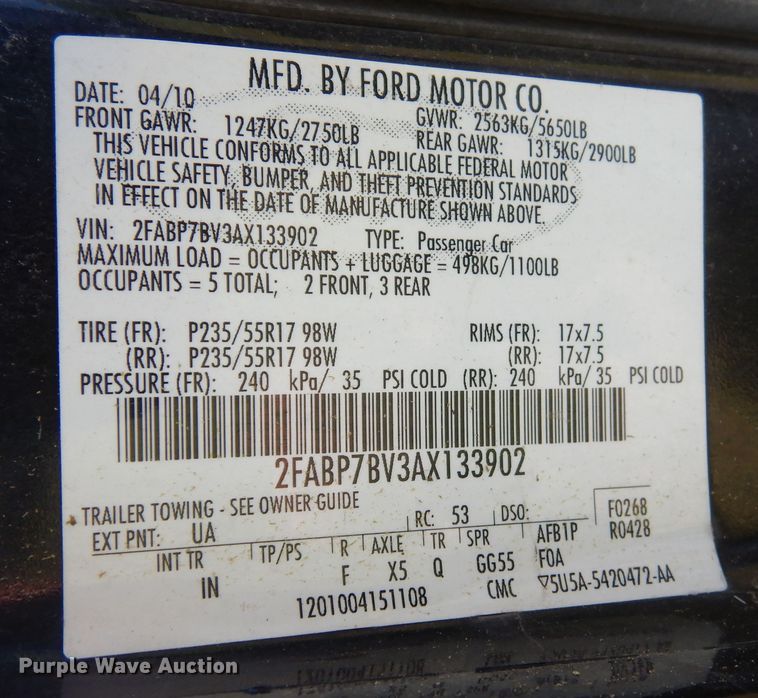 MFD. BY FORD MOTOR CO.
DATE: 04/10 GVWR: 2563KG/5650LB
FRONT GAWR: 1247KG/2750LB REAR GAWR: 1315KG/2900LB
THIS VEHICLE CONFORMS TO ALL APPLICABLE FEDERAL MOTOR
VEHICLE SAFETY, BUMPER, AND THEFT PREVENTION STANDARDS
IN EFFECT ON THE DATE OF MANUFACTURE SHOWN ABOVE.
VIN: 2FABP7BV3AX133902 TYPE: Passenger Car
MAXIMUM LOAD = OCCUPANTS + LUGGAGE = 498KG/1100LB
OCCUPANTS = 5 TOTAL; 2 FRONT, 3 REAR
TIRE (FR): P235/55R17 98W RIMS (FR): 17x7.5
(RR): P235/55R17 98W (RR): 17x7.5
PRESSURE (FR): 240 kPa/ 35 PSI COLD (RR): 240 kPa/ 35 PSI COLD
2FABP7BV3AX133902
TRAILER TOWING - SEE OWNER GUIDE
EXT PNT: UA RC: 53 DSO: F0268
R0428
INT TR TP/PS R AXLE TR SPR AFB1P
IN F X5 Q GG55 FOA
1201004151108 CMC ▽5U5A-5420472-AA
Purple Wave Auction